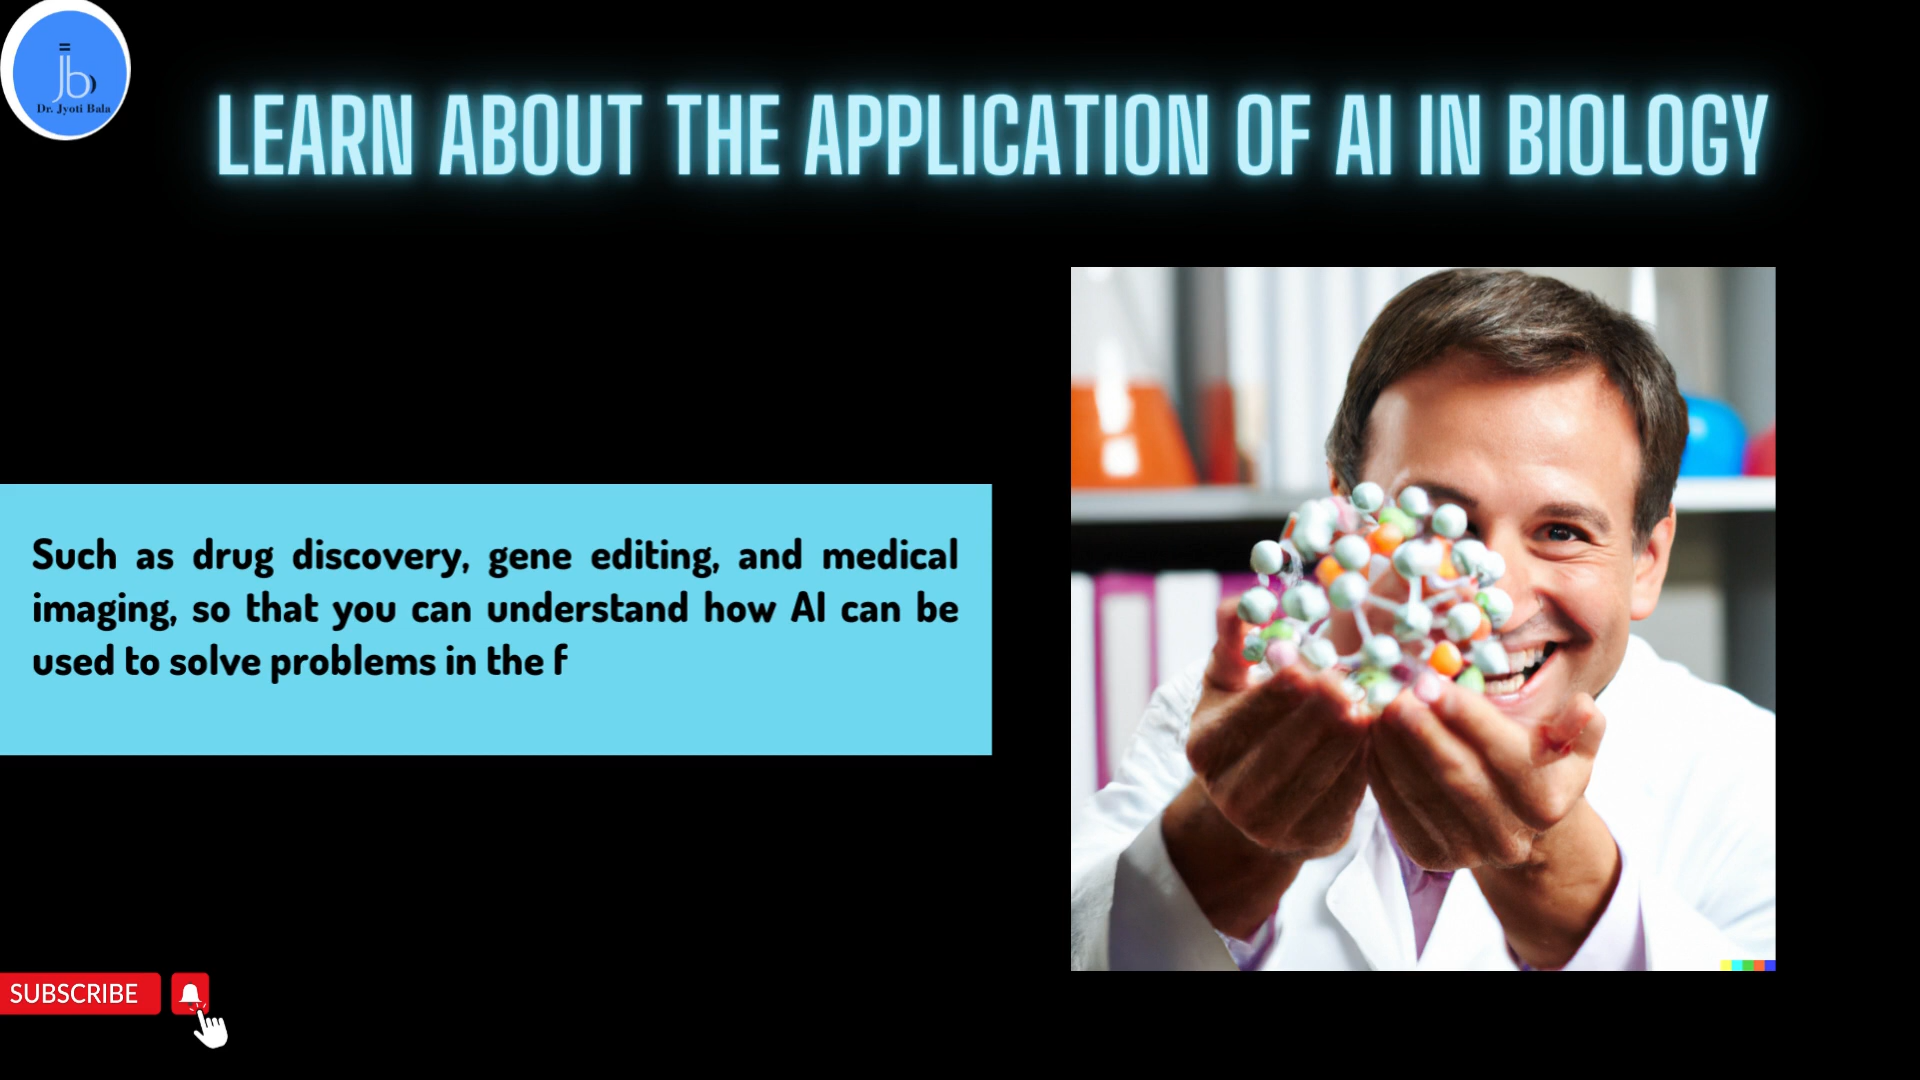 Dr. Jyoti Bala
LEARN ABOUT THE APPLICATION OF AI IN BIOLOGY
Such as drug discovery, gene editing, and medical
imaging, so that you can understand how AI can be
used to solve problems in the f
SUBSCRIBE